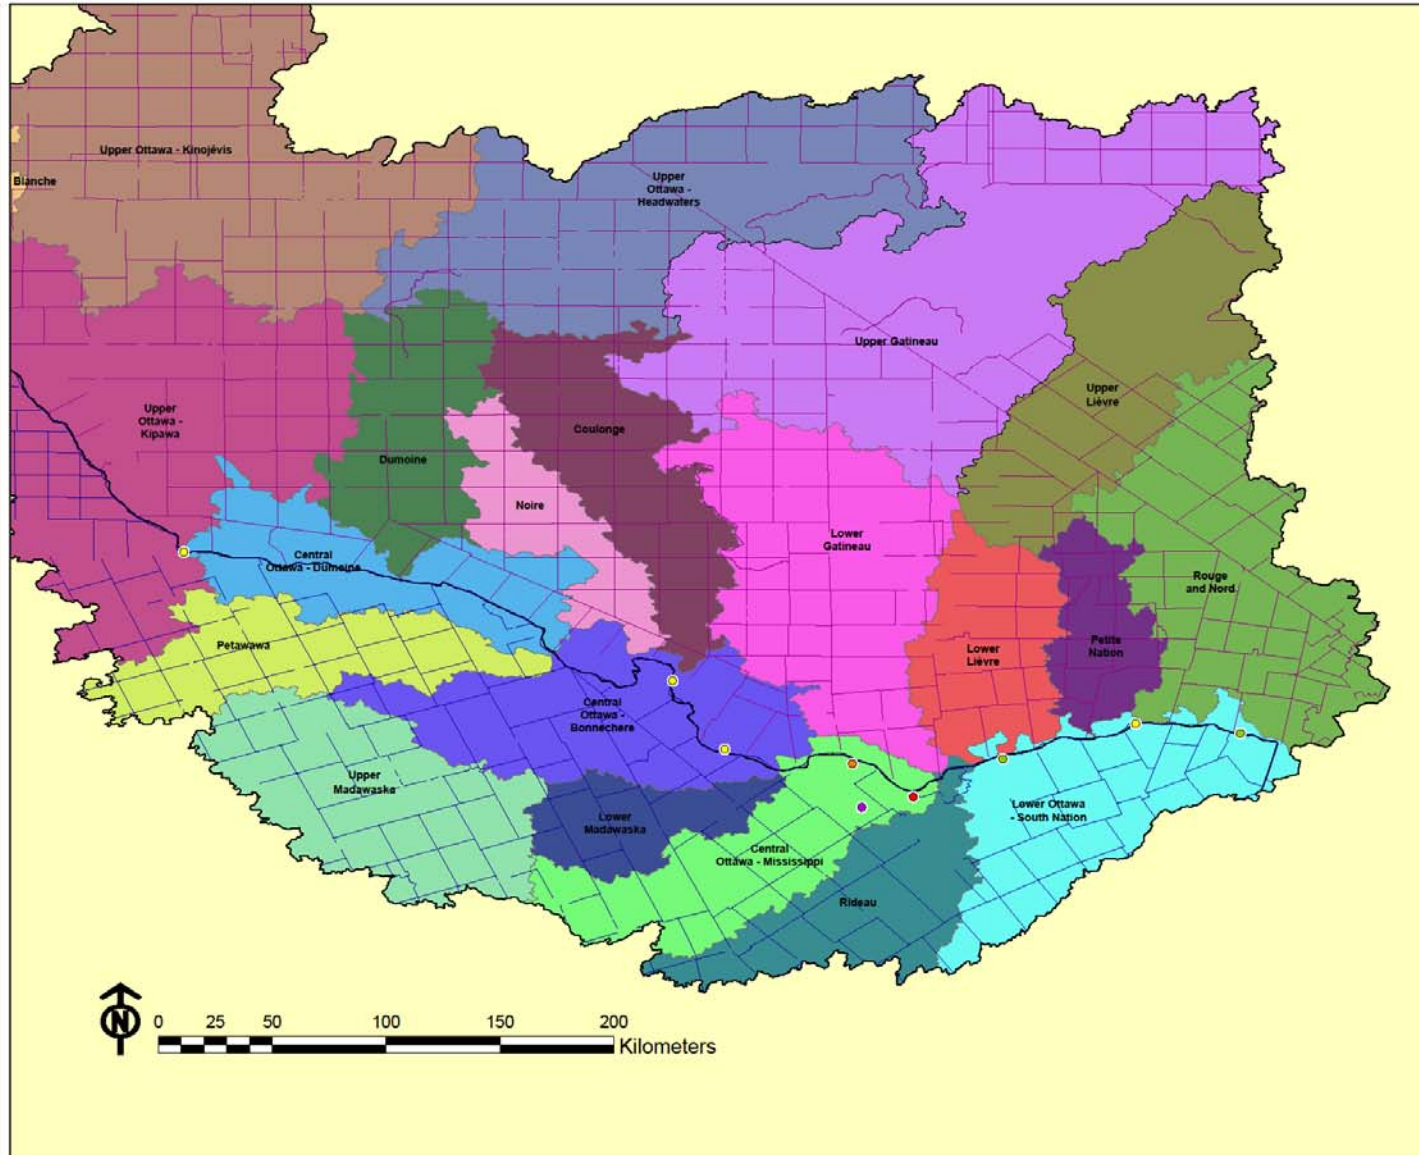 Upper Ottawa - Kinojévis
Blanche
Upper
Ottawa -
Headwaters
Upper Gatineau
Upper
Lièvre
Upper
Ottawa -
Kipawa
Coulonge
Dumoine
Noire
Lower
Gatineau
Central
Ottawa - Dumoine
Rouge
and Nord
Petawawa
Petite
Nation
Lower
Lièvre
Central
Ottawa -
Bonnechere
Upper
Madawaska
Lower
Madawaska
Lower Ottawa
- South Nation
Central
Ottawa - Mississippi
Rideau
N
0 25 50 100 150 200
Kilometers